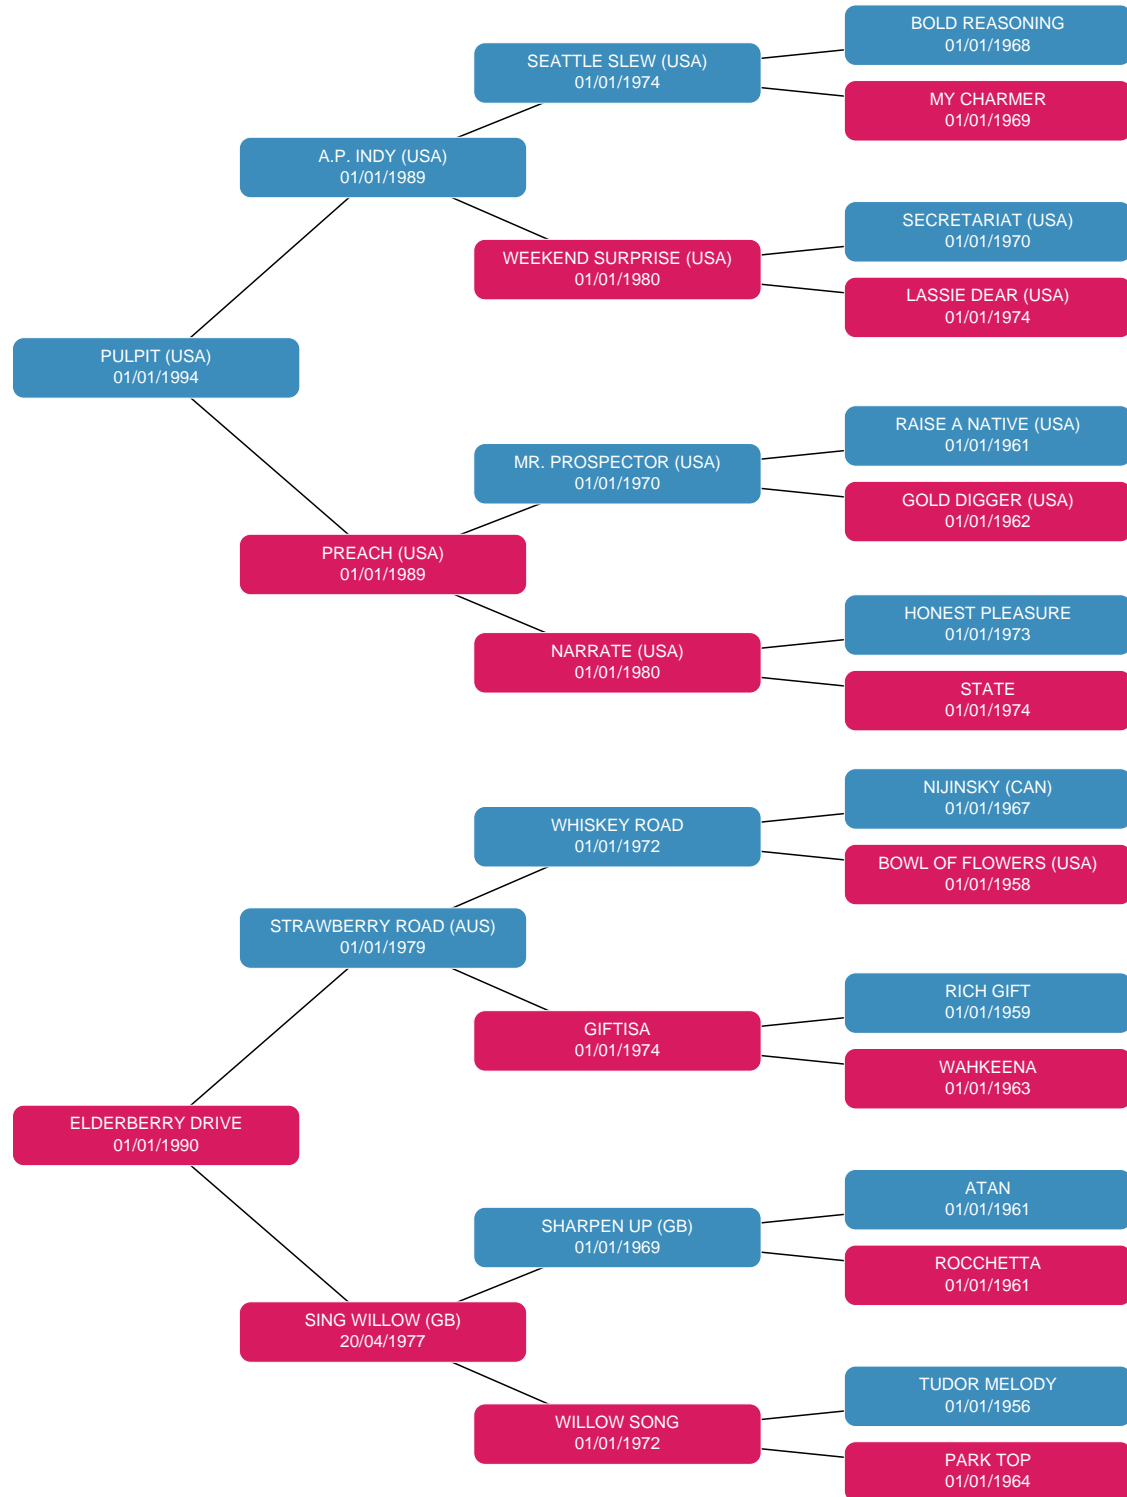 BOLD REASONING
01/01/1968
SEATTLE SLEW (USA)
01/01/1974
MY CHARMER
01/01/1969
A.P. INDY (USA)
01/01/1989
SECRETARIAT (USA)
01/01/1970
WEEKEND SURPRISE (USA)
01/01/1980
LASSIE DEAR (USA)
01/01/1974
PULPIT (USA)
01/01/1994
RAISE A NATIVE (USA)
01/01/1961
MR. PROSPECTOR (USA)
01/01/1970
GOLD DIGGER (USA)
01/01/1962
PREACH (USA)
01/01/1989
HONEST PLEASURE
01/01/1973
NARRATE (USA)
01/01/1980
STATE
01/01/1974
NIJINSKY (CAN)
01/01/1967
WHISKEY ROAD
01/01/1972
BOWL OF FLOWERS (USA)
01/01/1958
STRAWBERRY ROAD (AUS)
01/01/1979
RICH GIFT
01/01/1959
GIFTISA
01/01/1974
WAHKEENA
01/01/1963
ELDERBERRY DRIVE
01/01/1990
ATAN
01/01/1961
SHARPEN UP (GB)
01/01/1969
ROCCHETTA
01/01/1961
SING WILLOW (GB)
20/04/1977
TUDOR MELODY
01/01/1956
WILLOW SONG
01/01/1972
PARK TOP
01/01/1964